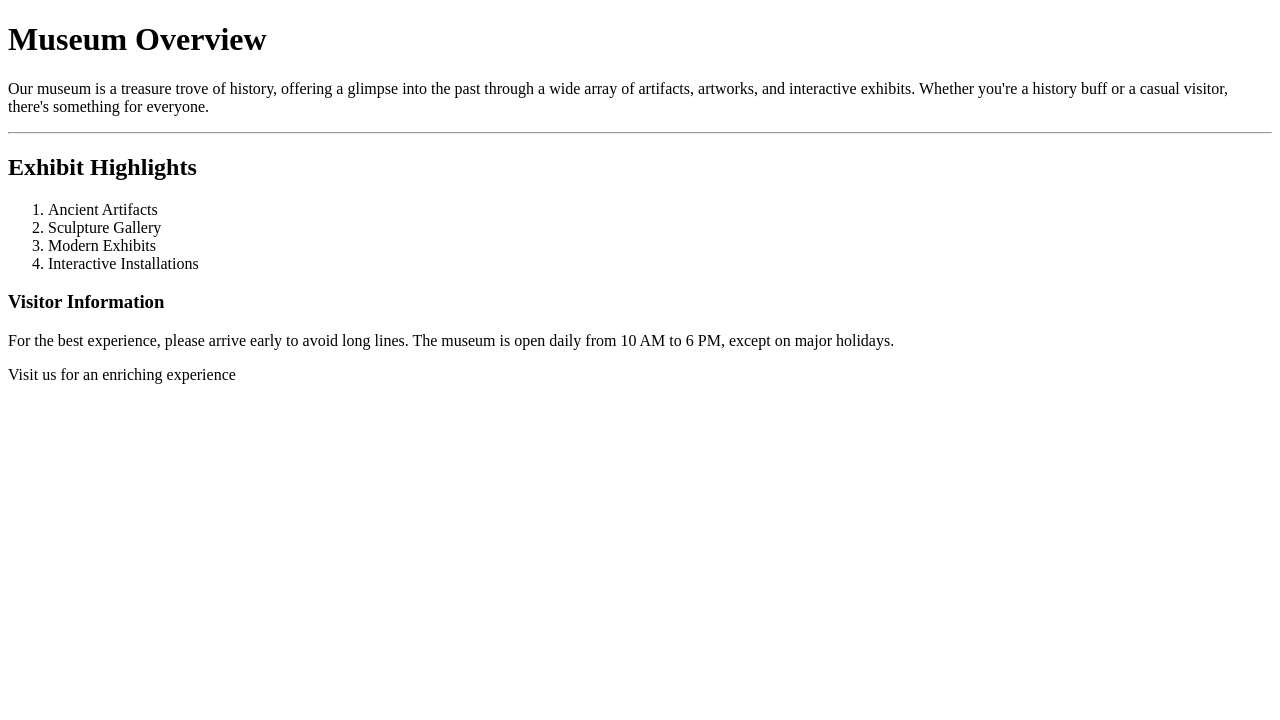 Museum Overview
Our museum is a treasure trove of history, offering a glimpse into the past through a wide array of artifacts, artworks, and interactive exhibits. Whether you're a history buff or a casual visitor,
there's something for everyone.
Exhibit Highlights
1. Ancient Artifacts
2. Sculpture Gallery
3. Modern Exhibits
4. Interactive Installations
Visitor Information
For the best experience, please arrive early to avoid long lines. The museum is open daily from 10 AM to 6 PM, except on major holidays.
Visit us for an enriching experience